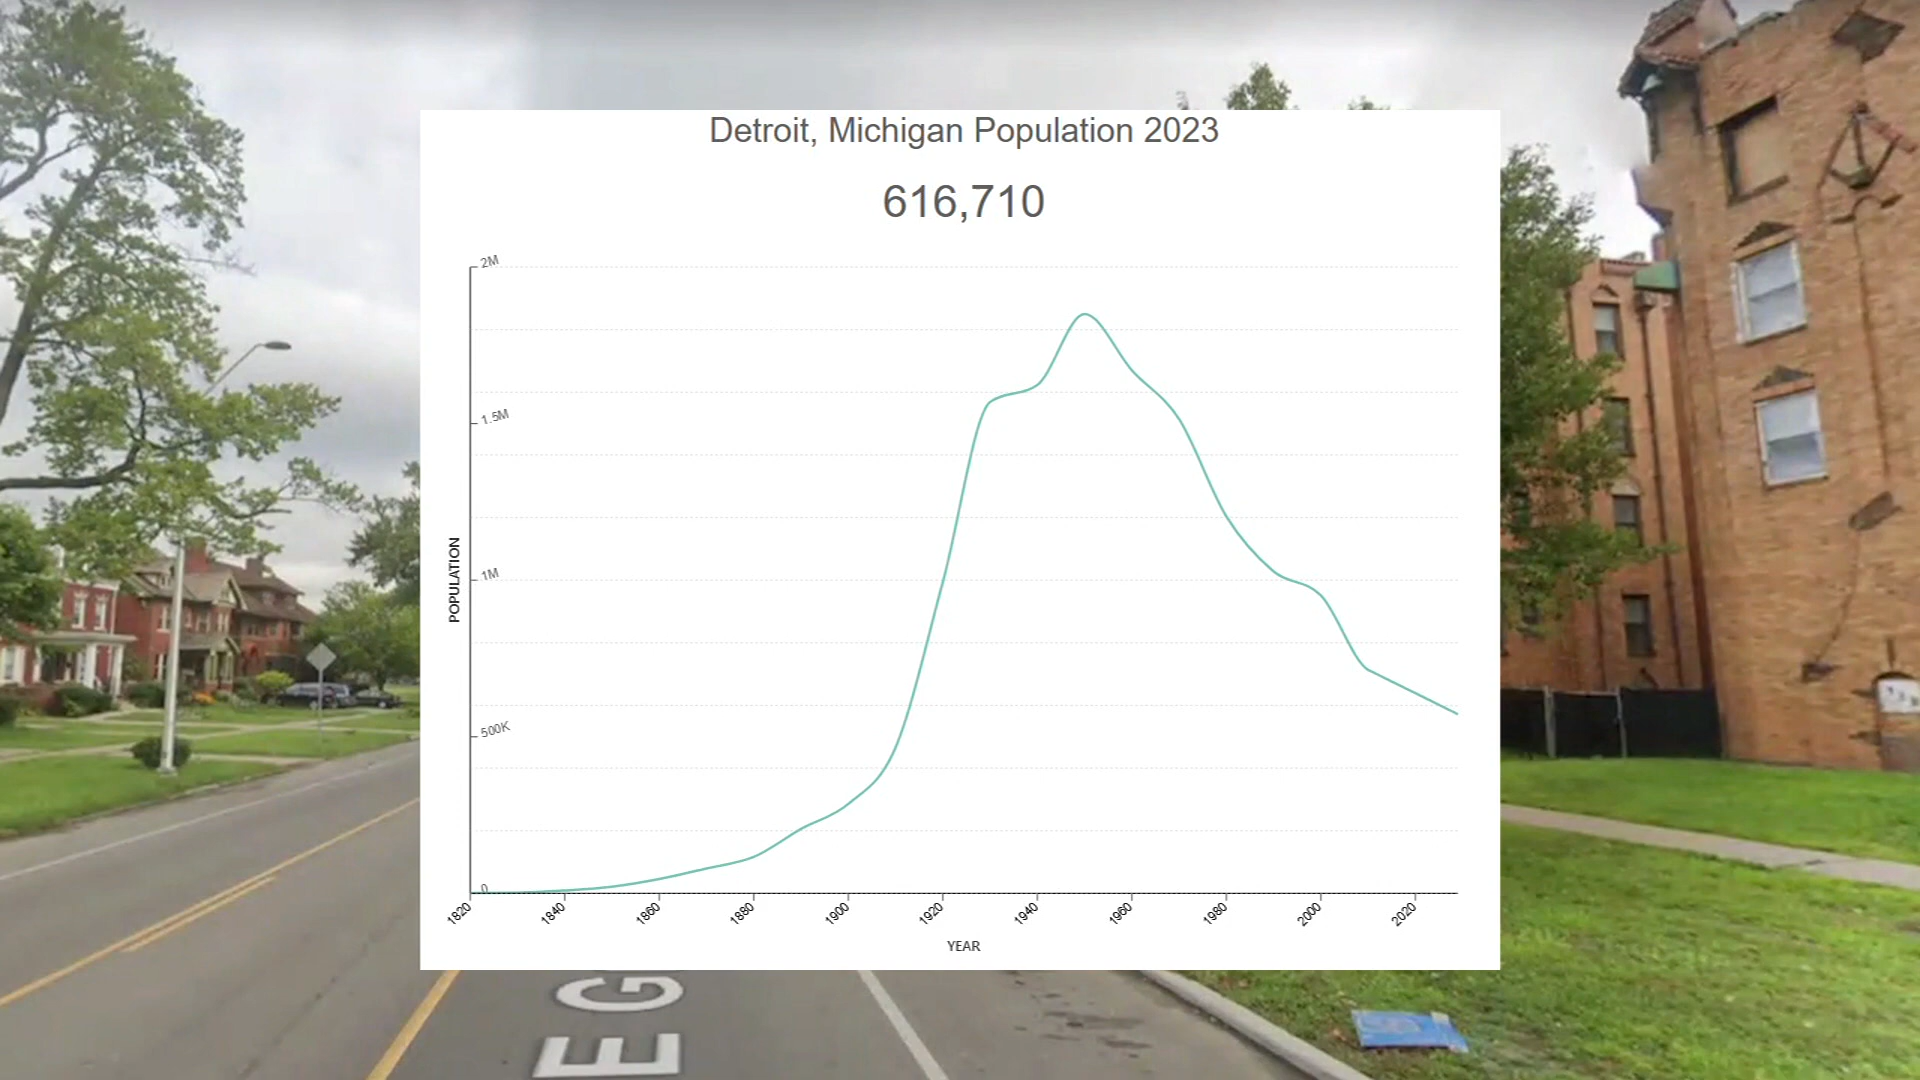 Detroit, Michigan Population 2023
616,710
2M
1.5M
1M
500K
0
POPULATION
1820 1840 1860 1880 1900 1920 1940 1960 1980 2000 2020
YEAR
EG